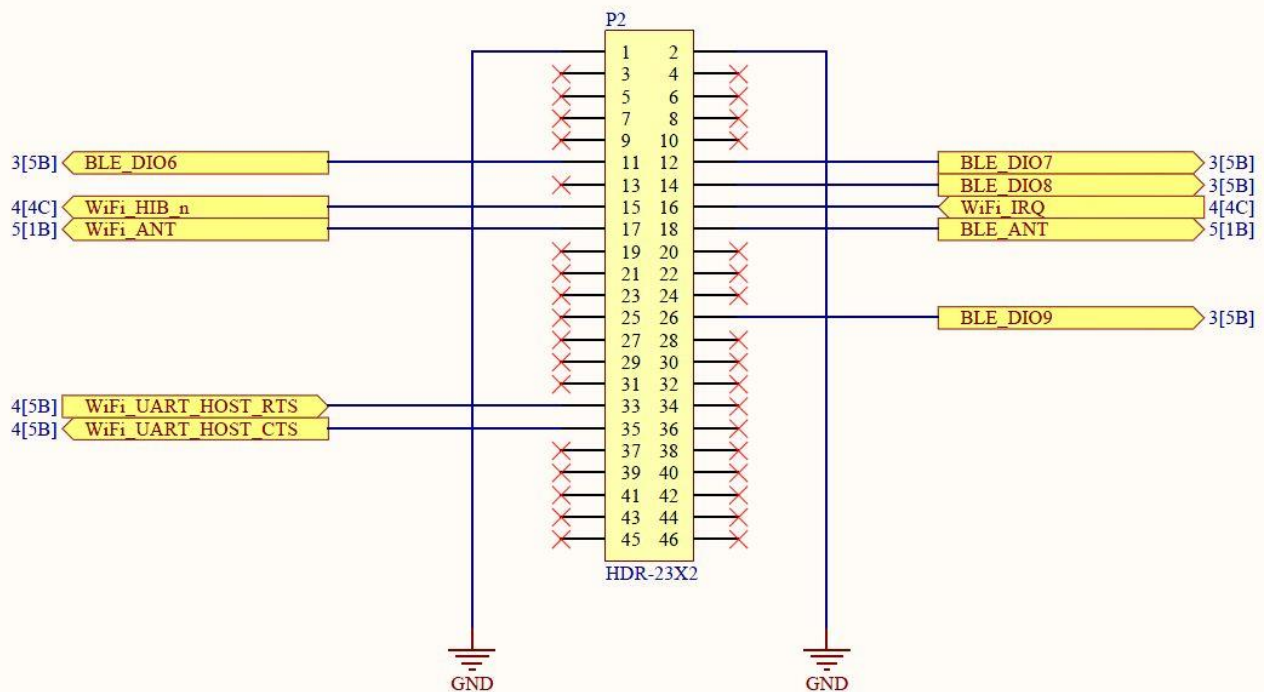 P2
1 2
3 4
5 6
7 8
9 10
3[5B] BLE_DIO6 11 12 BLE_DIO7 3[5B]
13 14 BLE_DIO8 3[5B]
4[4C] WiFi_HIB_n 15 16 WiFi_IRQ 4[4C]
5[1B] WiFi_ANT 17 18 BLE_ANT 5[1B]
19 20
21 22
23 24
25 26 BLE_DIO9 3[5B]
27 28
29 30
31 32
4[5B] WiFi_UART_HOST_RTS 33 34
4[5B] WiFi_UART_HOST_CTS 35 36
37 38
39 40
41 42
43 44
45 46
HDR-23X2
GND GND